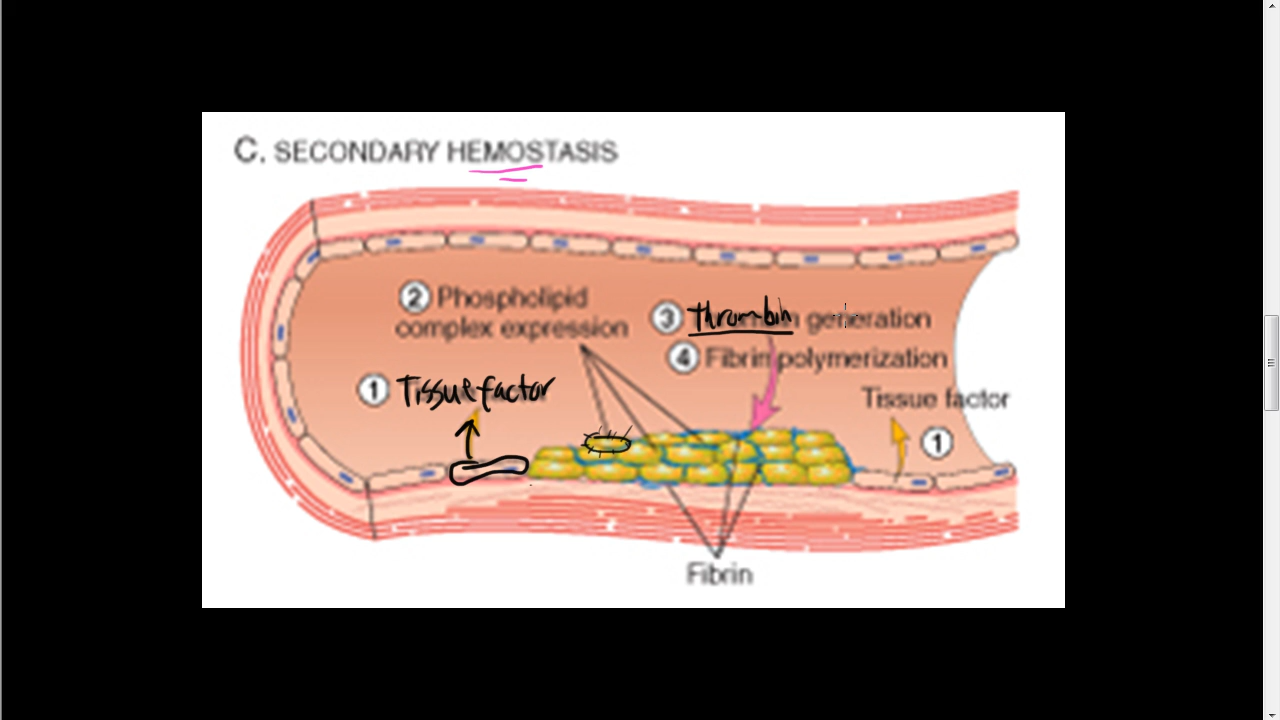 C. SECONDARY HEMOSTASIS
2 Phospholipid
complex expression
3 Thrombin generation
4 Fibrin polymerization
1 Tissue factor
Tissue factor
1
Fibrin